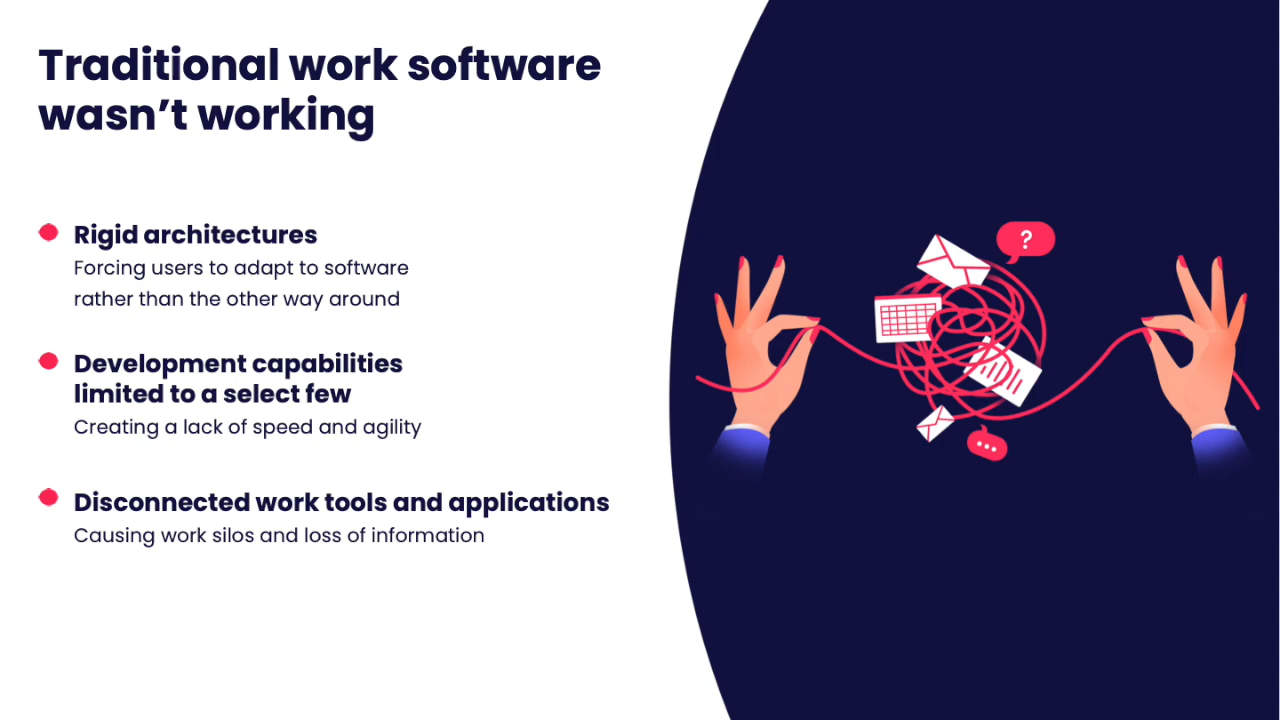 Traditional work software
wasn’t working
Rigid architectures
Forcing users to adapt to software
rather than the other way around
Development capabilities
limited to a select few
Creating a lack of speed and agility
Disconnected work tools and applications
Causing work silos and loss of information
?